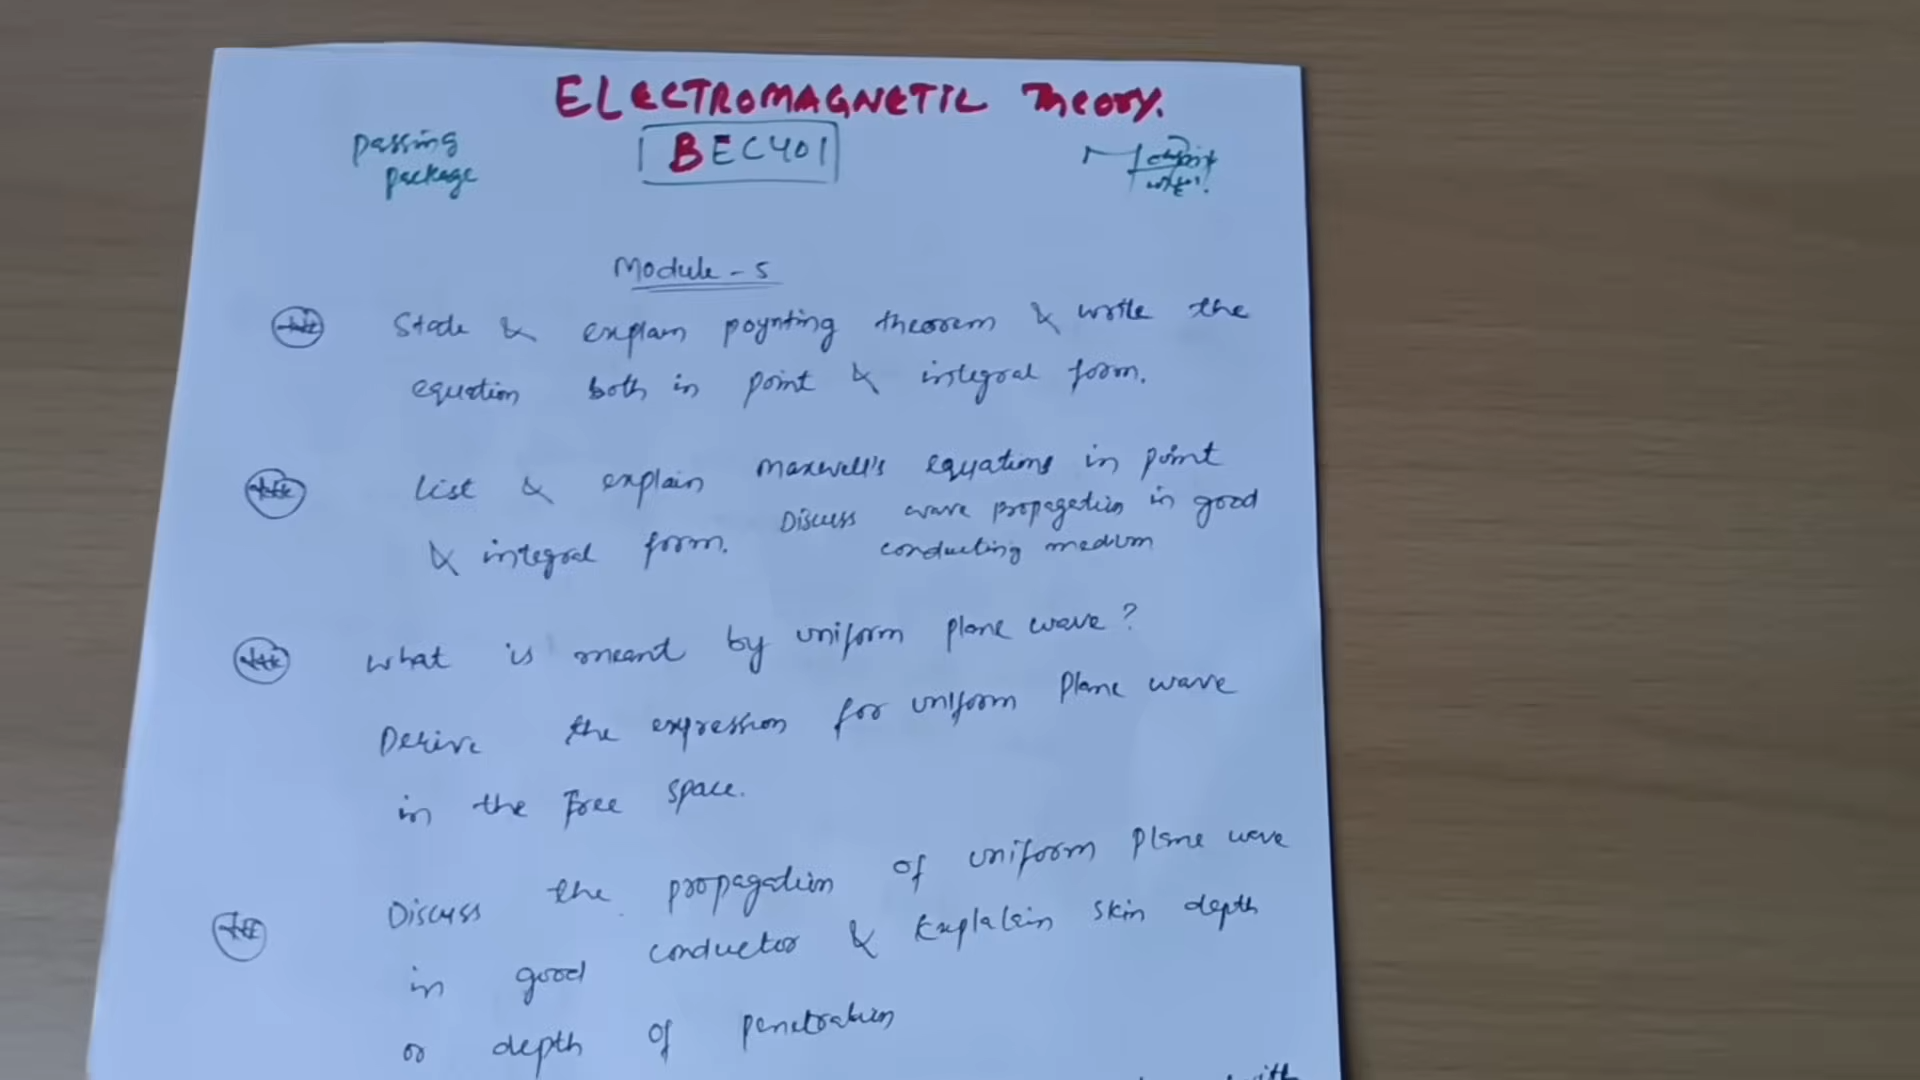 ELECTROMAGNETIC Theory.
passing
package
BEC401
Module - 5
State & explain poynting theorem & write the
equation both in point & integral form.
List & explain Maxwell's equations in point
& integral form. Discuss wave propagation in good
conducting medium
What is meant by uniform plane wave?
Derive the expression for uniform plane wave
in the free space.
Discuss the propagation of uniform plane wave
in good conductor & Explain skin depth
or depth of penetration
with